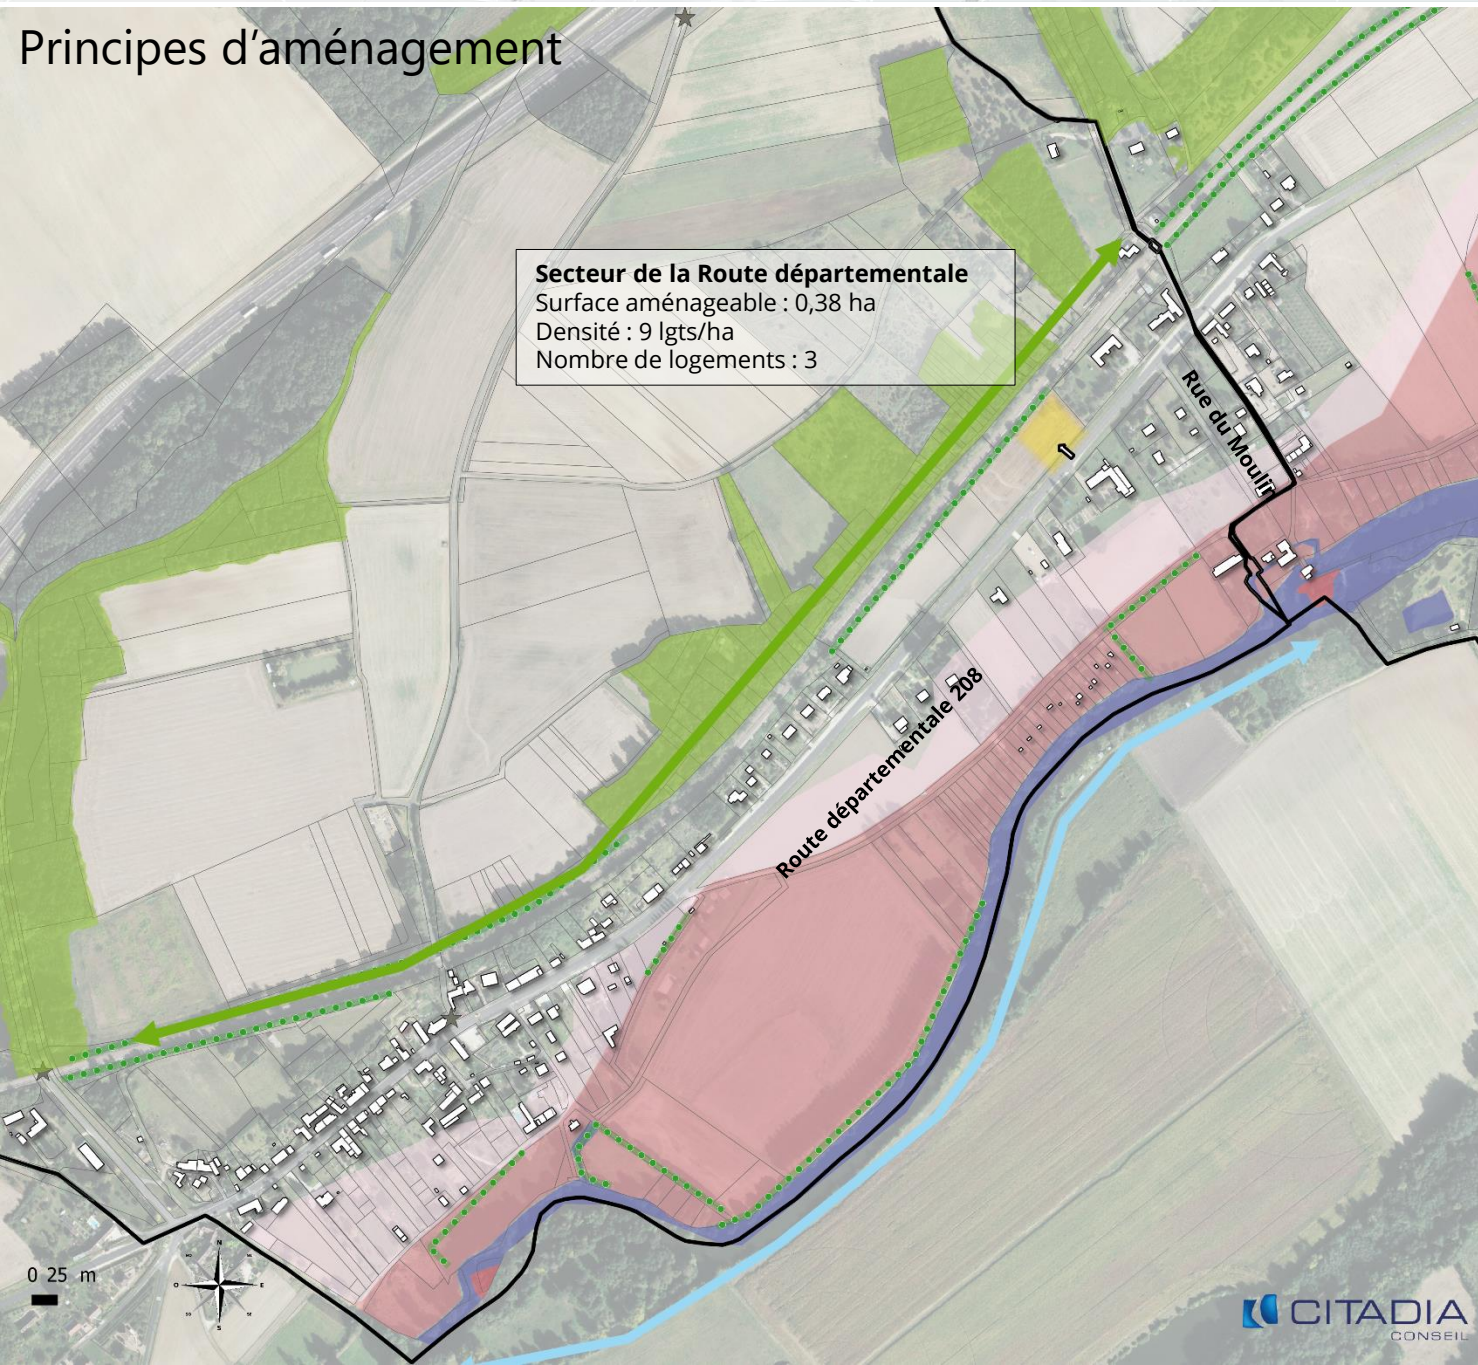 Principes d'aménagement
Secteur de la Route départementale
Surface aménageable : 0,38 ha
Densité : 9 lgts/ha
Nombre de logements : 3
Rue du Moulin
Route départementale 208
0 25 m
N
O
E
S
CITADIA
CONSEIL